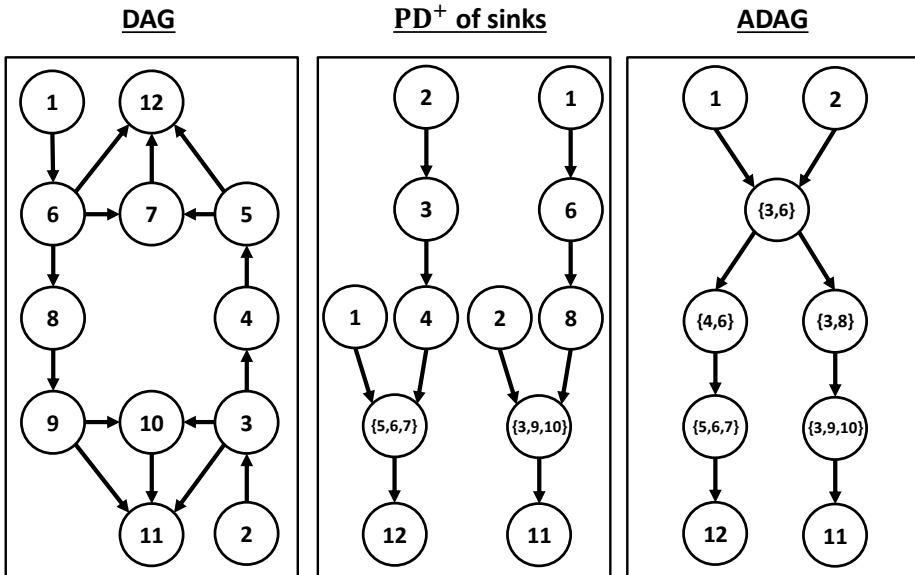 DAG
1 12
6 7 5
8 4
9 10 3
11 2
PD⁺ of sinks
2 1
3 6
1 4 2 8
{5,6,7} {3,9,10}
12 11
ADAG
1 2
{3,6}
{4,6} {3,8}
{5,6,7} {3,9,10}
12 11